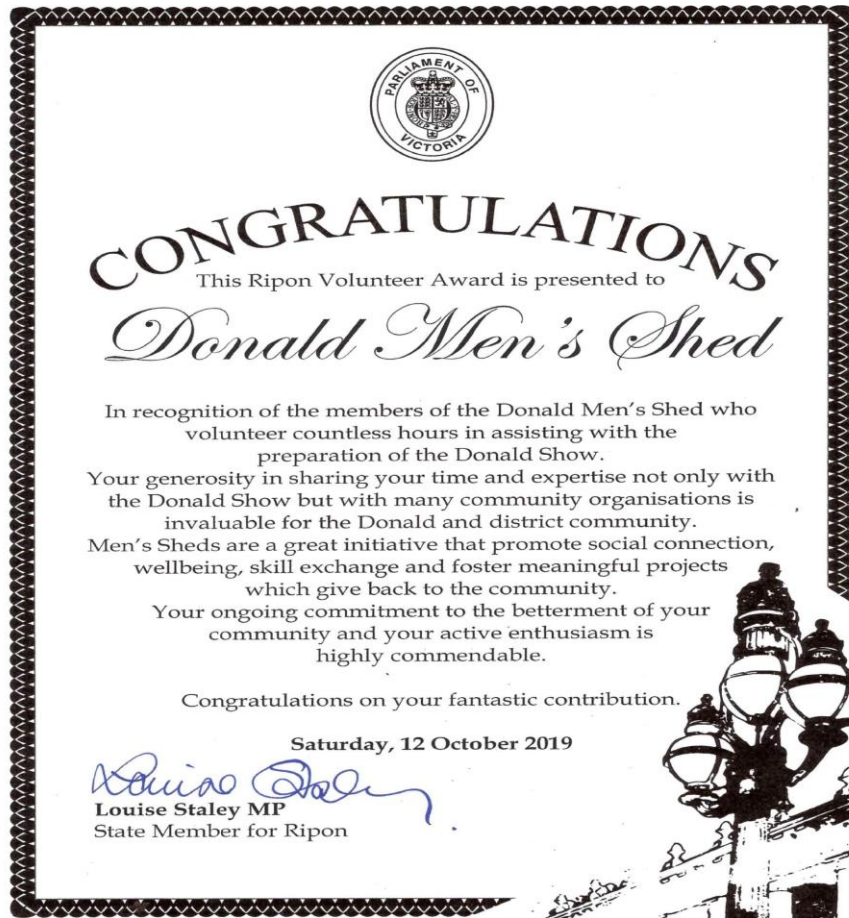 PARLIAMENT OF
VICTORIA
CONGRATULATIONS
This Ripon Volunteer Award is presented to
Donald Men's Shed
In recognition of the members of the Donald Men's Shed who
volunteer countless hours in assisting with the
preparation of the Donald Show.
Your generosity in sharing your time and expertise not only with
the Donald Show but with many community organisations is
invaluable for the Donald and district community.
Men's Sheds are a great initiative that promote social connection,
wellbeing, skill exchange and foster meaningful projects
which give back to the community.
Your ongoing commitment to the betterment of your
community and your active enthusiasm is
highly commendable.
Congratulations on your fantastic contribution.
Saturday, 12 October 2019
Louise Staley
Louise Staley MP
State Member for Ripon